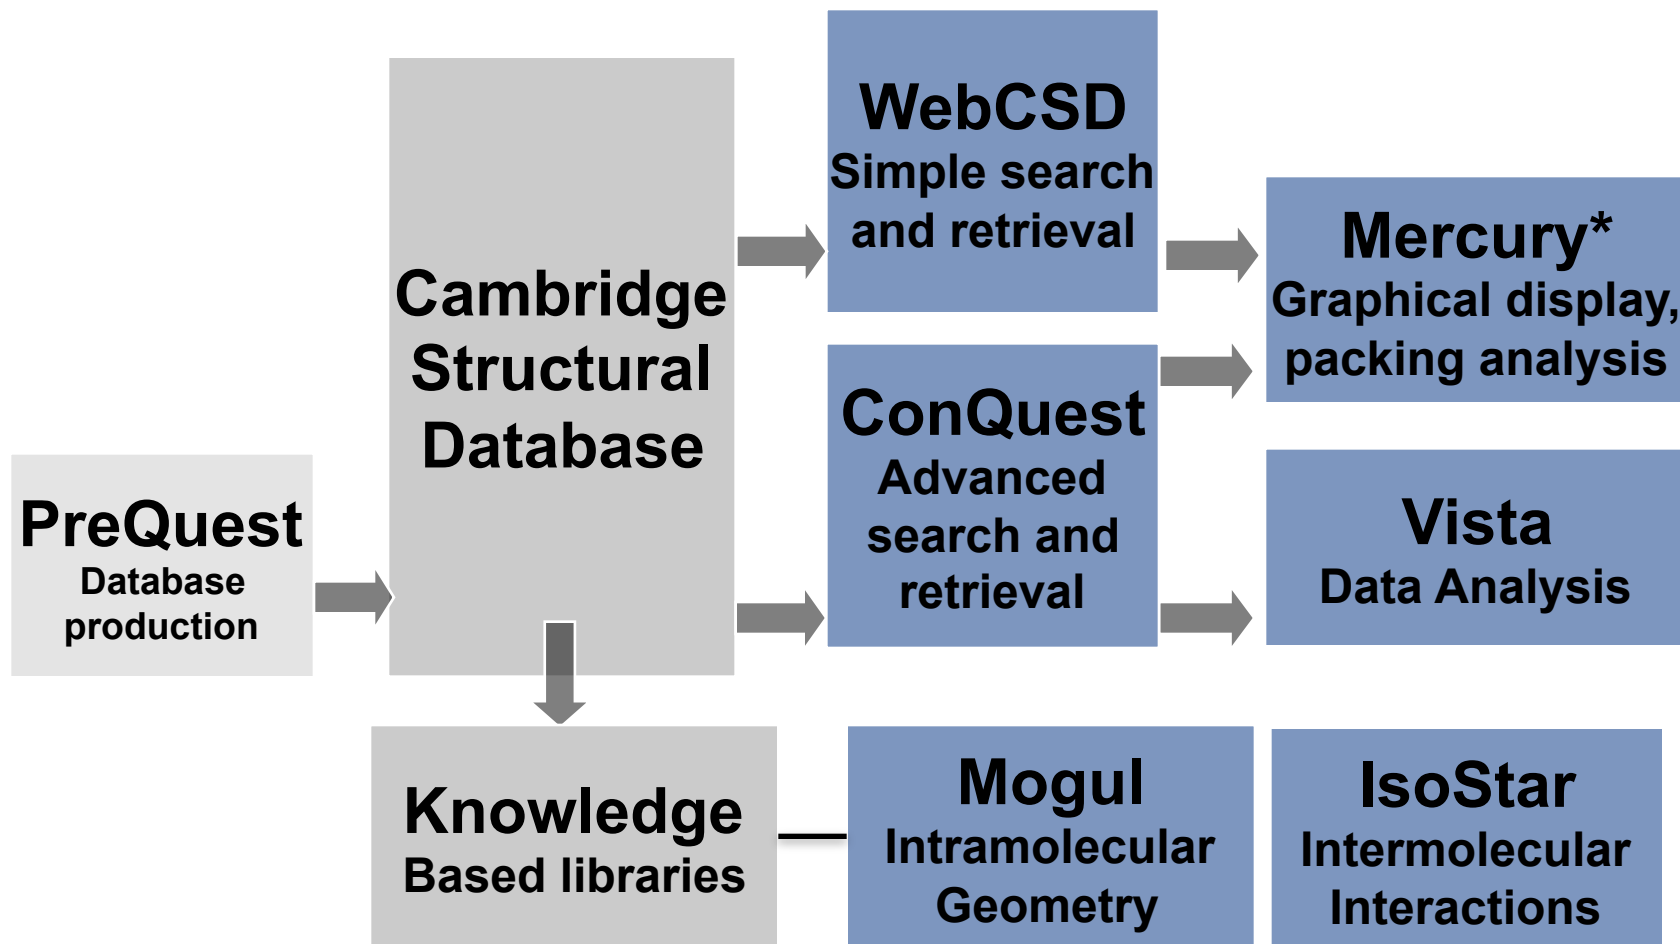 PreQuest
Database
production
Cambridge
Structural
Database
WebCSD
Simple search
and retrieval
ConQuest
Advanced
search and
retrieval
Mercury*
Graphical display,
packing analysis
Vista
Data Analysis
Knowledge
Based libraries
Mogul
Intramolecular
Geometry
IsoStar
Intermolecular
Interactions